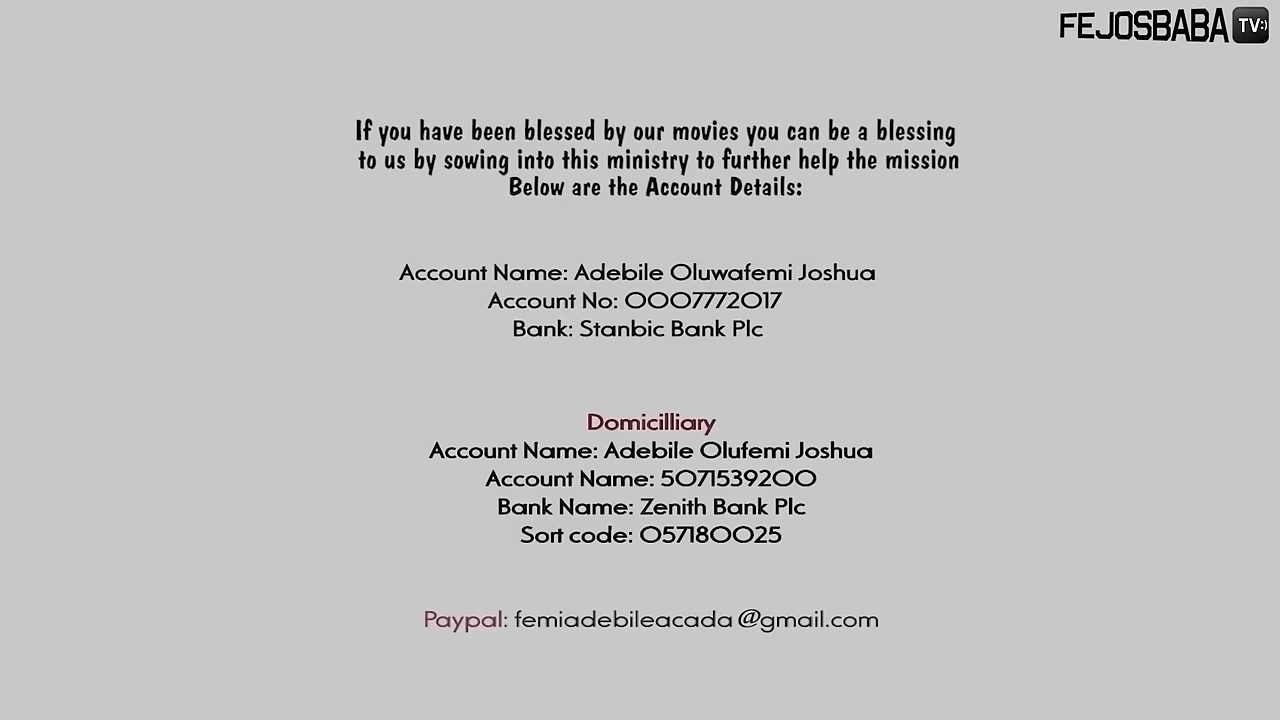 FEJOSBABA TV:)
If you have been blessed by our movies you can be a blessing
to us by sowing into this ministry to further help the mission
Below are the Account Details:
Account Name: Adebile Oluwafemi Joshua
Account No: 0007772017
Bank: Stanbic Bank Plc
Domicilliary
Account Name: Adebile Olufemi Joshua
Account Name: 5071539200
Bank Name: Zenith Bank Plc
Sort code: 057180025
Paypal: femiadebileacada@gmail.com